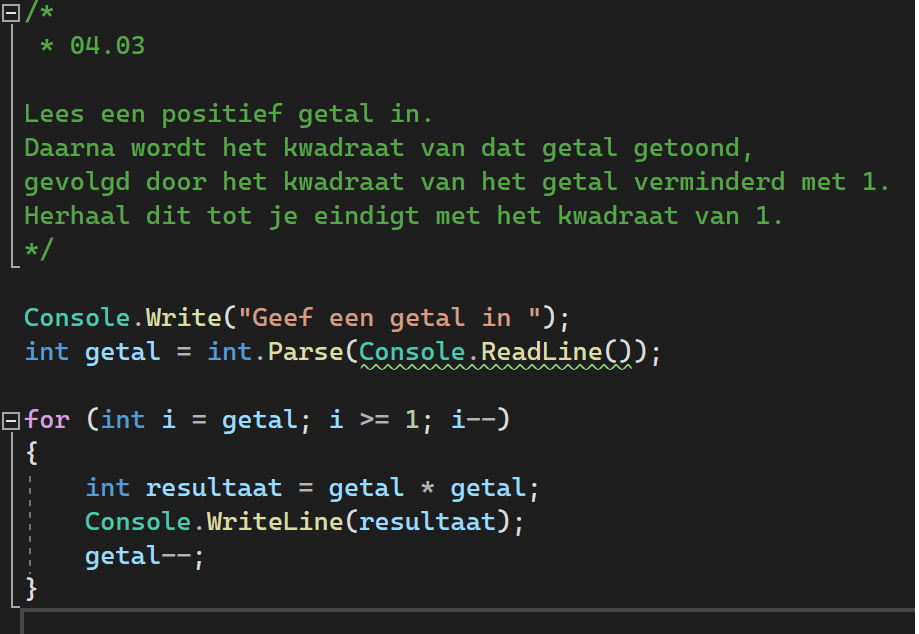 /*
 * 04.03

Lees een positief getal in.
Daarna wordt het kwadraat van dat getal getoond,
gevolgd door het kwadraat van het getal verminderd met 1.
Herhaal dit tot je eindigt met het kwadraat van 1.
*/

Console.Write("Geef een getal in ");
int getal = int.Parse(Console.ReadLine());

for (int i = getal; i >= 1; i--)
{
    int resultaat = getal * getal;
    Console.WriteLine(resultaat);
    getal--;
}